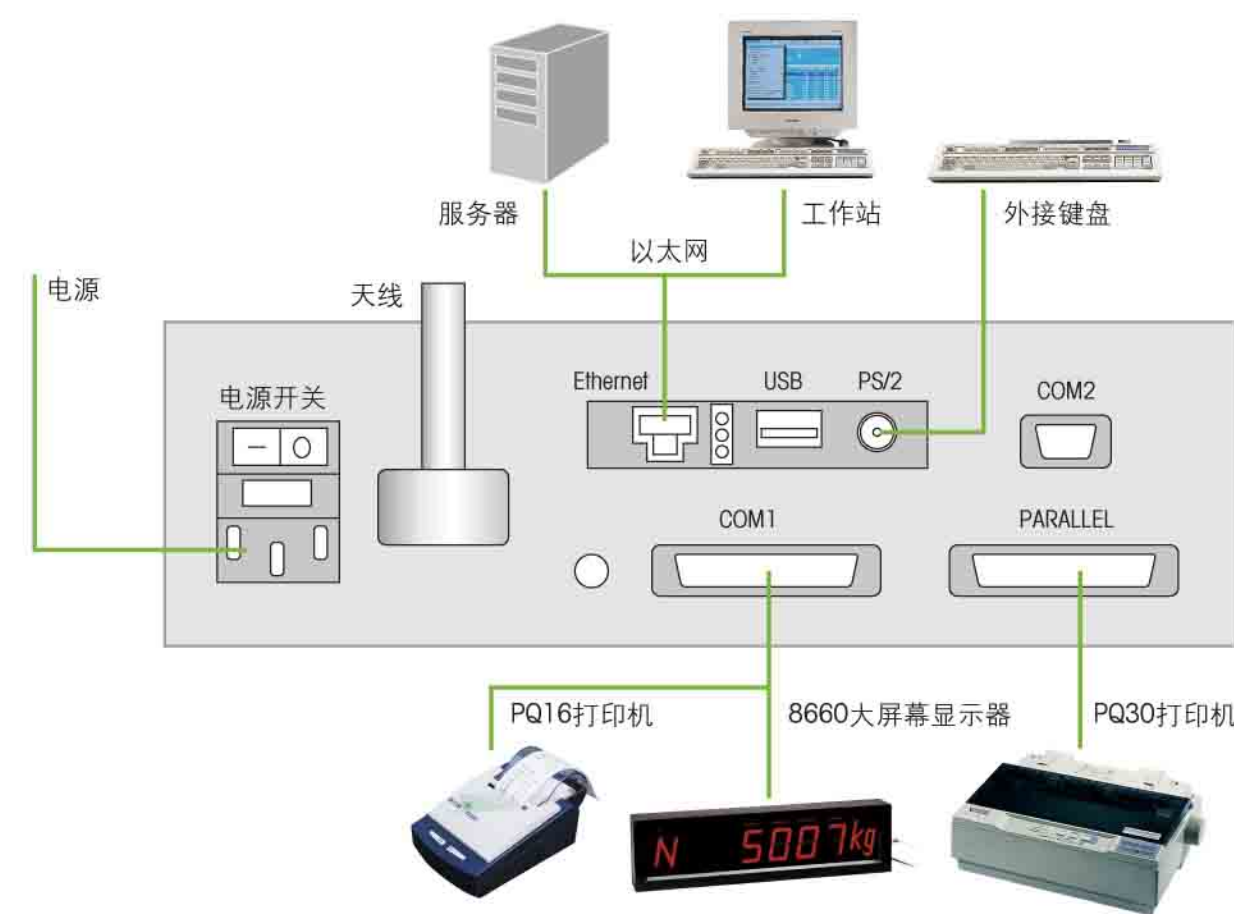 服务器
工作站
外接键盘
以太网
电源
天线
电源开关
Ethernet
USB
PS/2
COM2
COM1
PARALLEL
PQ16打印机
8660大屏幕显示器
PQ30打印机
N 5007kg